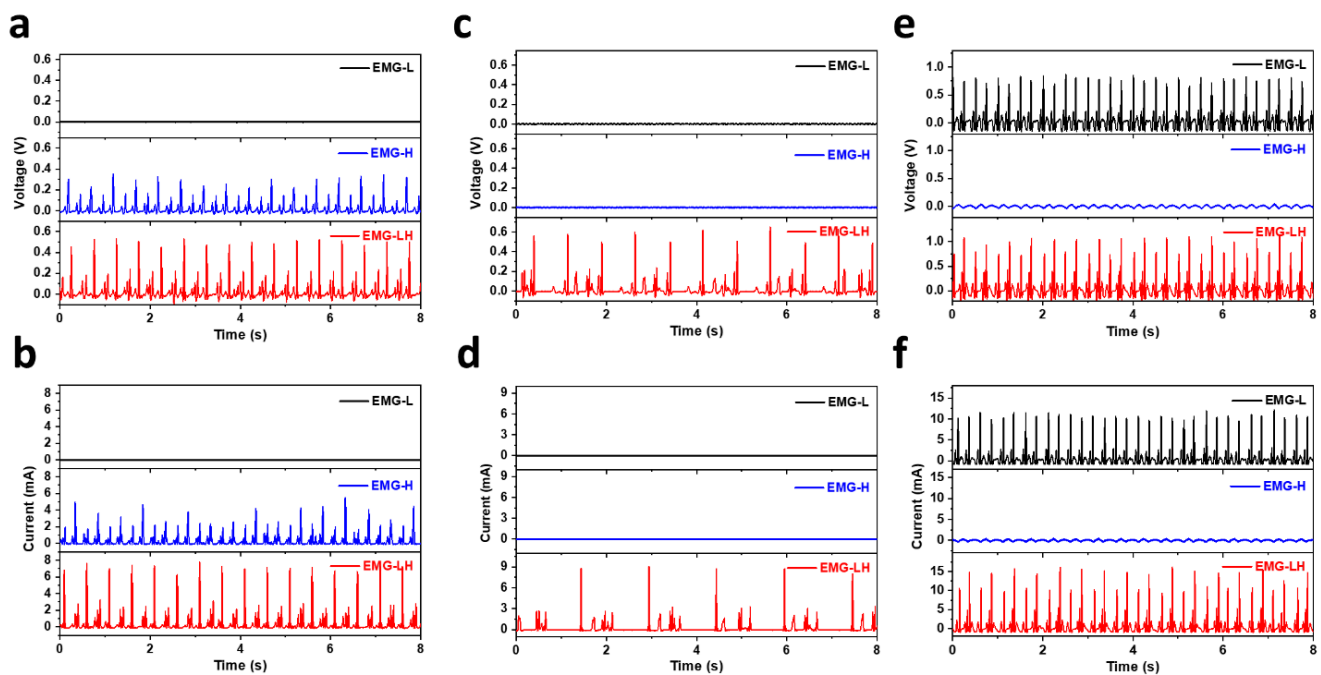 a
Voltage (V)
0.6
0.4
0.2
0.0
EMG-L
0.6
0.4
0.2
0.0
EMG-H
0.6
0.4
0.2
0.0
EMG-LH
0 2 4 6 8
Time (s)
c
Voltage (V)
0.6
0.4
0.2
0.0
EMG-L
0.6
0.4
0.2
0.0
EMG-H
0.6
0.4
0.2
0.0
EMG-LH
0 2 4 6 8
Time (s)
e
Voltage (V)
1.0
0.5
0.0
EMG-L
1.0
0.5
0.0
EMG-H
1.0
0.5
0.0
EMG-LH
0 2 4 6 8
Time (s)
b
Current (mA)
8
6
4
2
0
EMG-L
8
6
4
2
0
EMG-H
8
6
4
2
0
EMG-LH
0 2 4 6 8
Time (s)
d
Current (mA)
9
6
3
0
EMG-L
9
6
3
0
EMG-H
9
6
3
0
EMG-LH
0 2 4 6 8
Time (s)
f
Current (mA)
15
10
5
0
EMG-L
15
10
5
0
EMG-H
15
10
5
0
EMG-LH
0 2 4 6 8
Time (s)